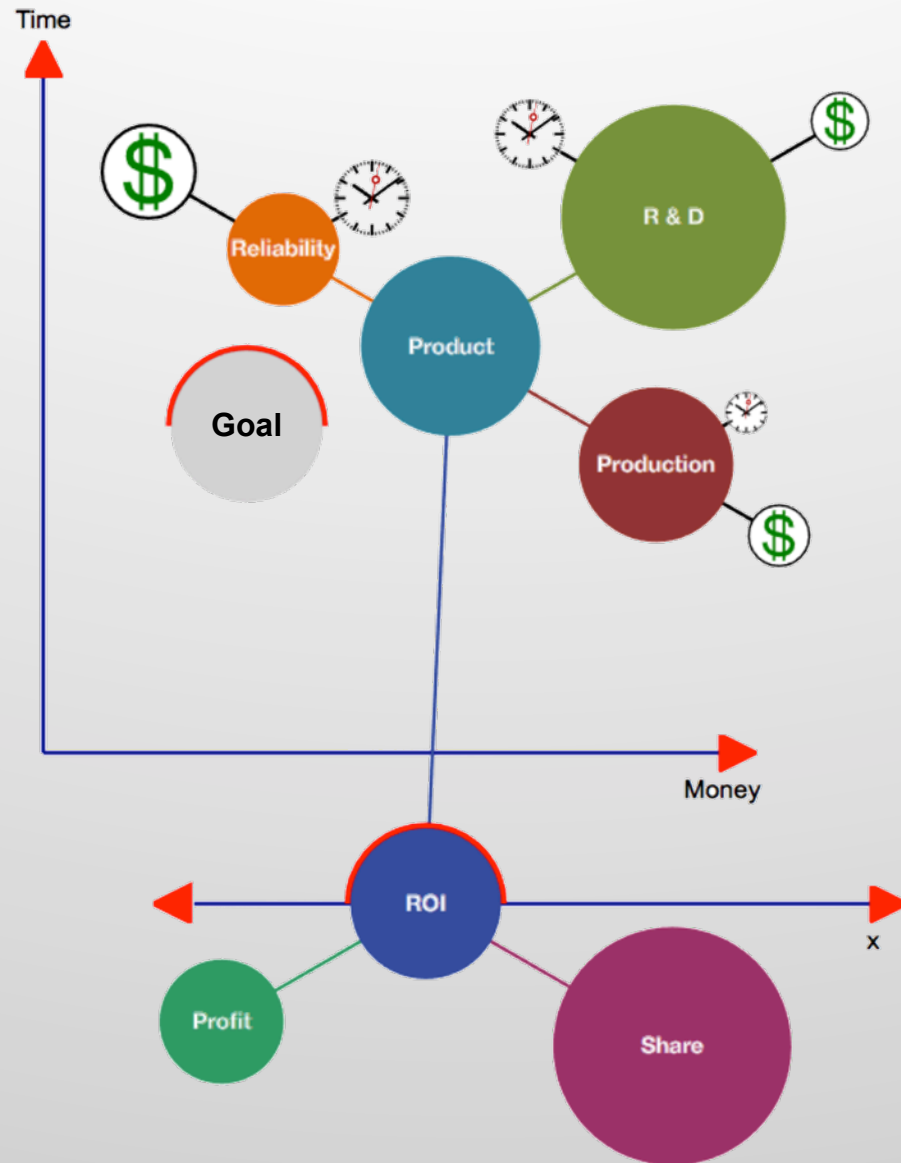 Time
$
$
R & D
Reliability
Product
Goal
Production
$
Money
ROI
x
Profit
Share